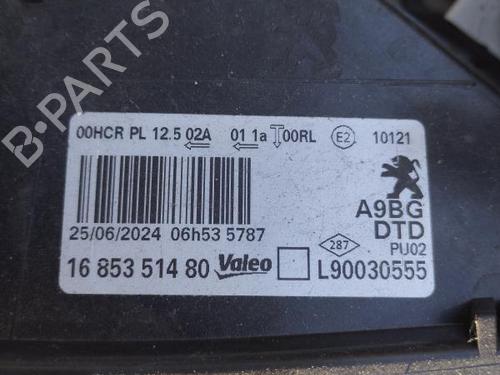 00HCR PL 12.5 02A 01 1a 00RL E2 10121
A9BG
DTD
PU02
25/06/2024 06h53 5787
287
16 853 514 80 Valeo L90030555
B-PARTS